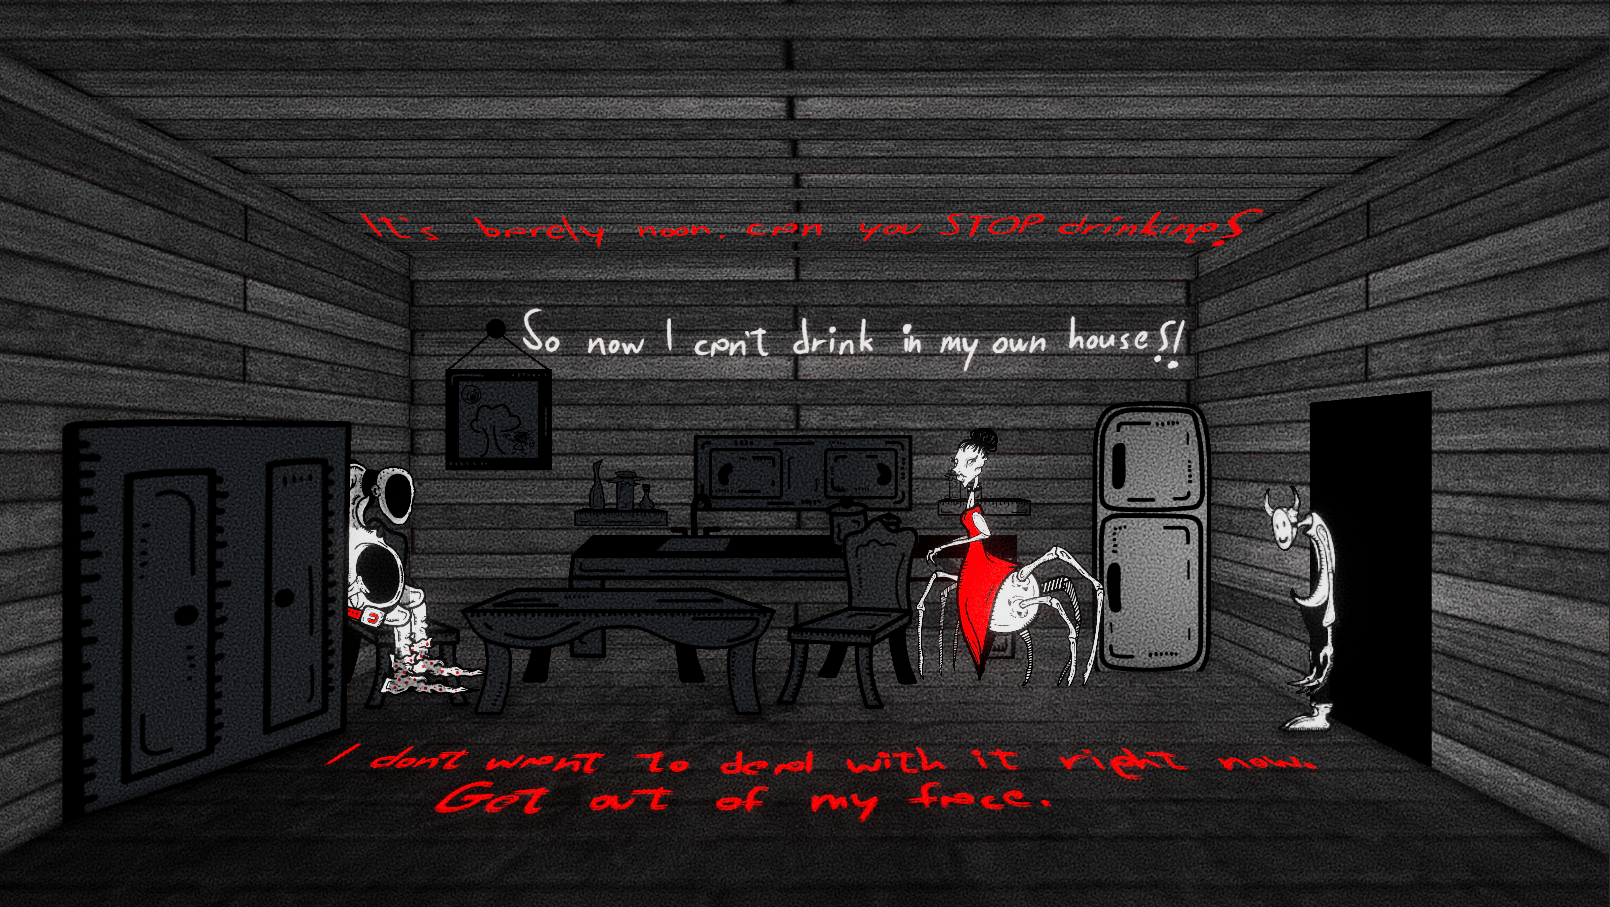 It's barely noon. can you STOP drinking?
So now I can't drink in my own house?!
I don't want to deal with it right now.
Get out of my face.